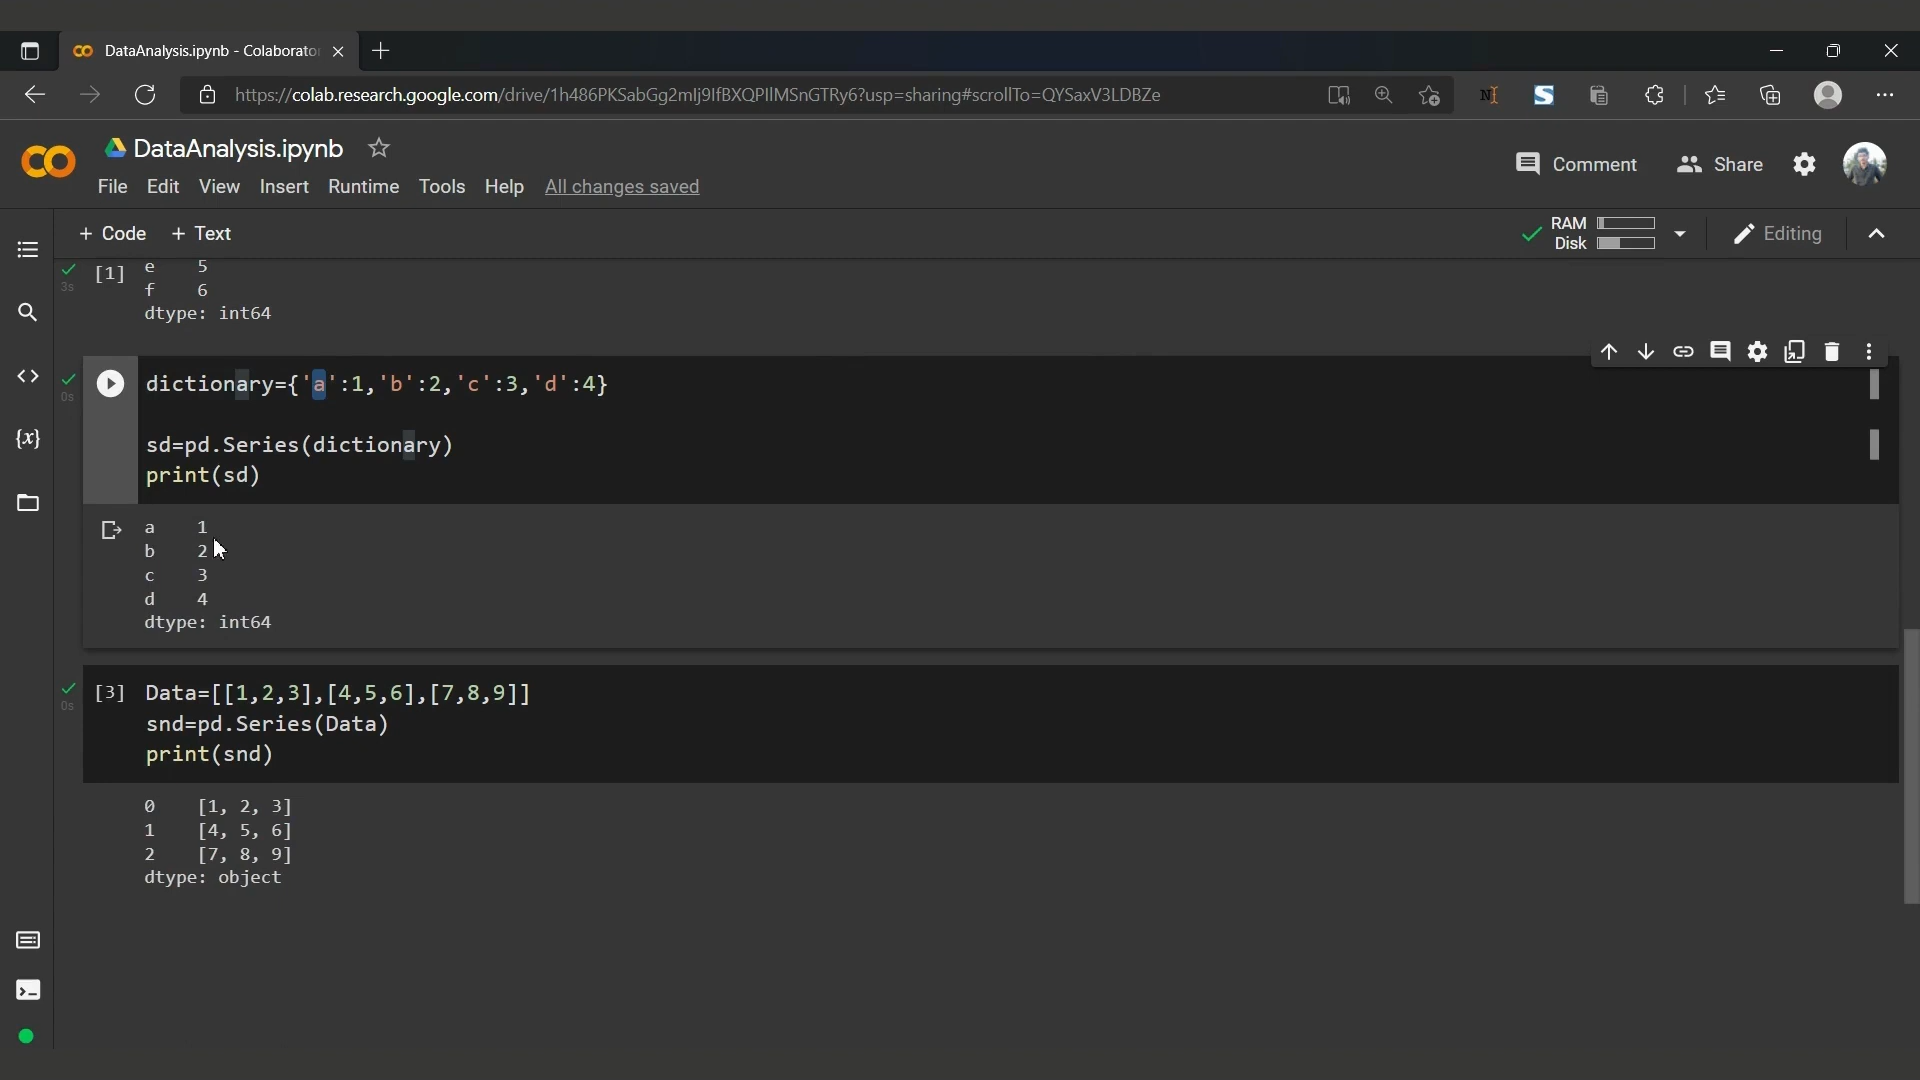 DataAnalysis.ipynb - Colaborato
https://colab.research.google.com/drive/1h486PKSabGg2mlj9lfBXQPIlMSnGTRy6?usp=sharing#scrollTo=QYSaxV3LDBZe
DataAnalysis.ipynb
Comment
Share
File Edit View Insert Runtime Tools Help All changes saved
+ Code + Text
RAM
Disk
Editing
[1] e 5
3s
f 6
dtype: int64
dictionary={'a':1,'b':2,'c':3,'d':4}
0s
sd=pd.Series(dictionary)
print(sd)
a 1
b 2
c 3
d 4
dtype: int64
[3] Data=[[1,2,3],[4,5,6],[7,8,9]]
0s
snd=pd.Series(Data)
print(snd)
0 [1, 2, 3]
1 [4, 5, 6]
2 [7, 8, 9]
dtype: object